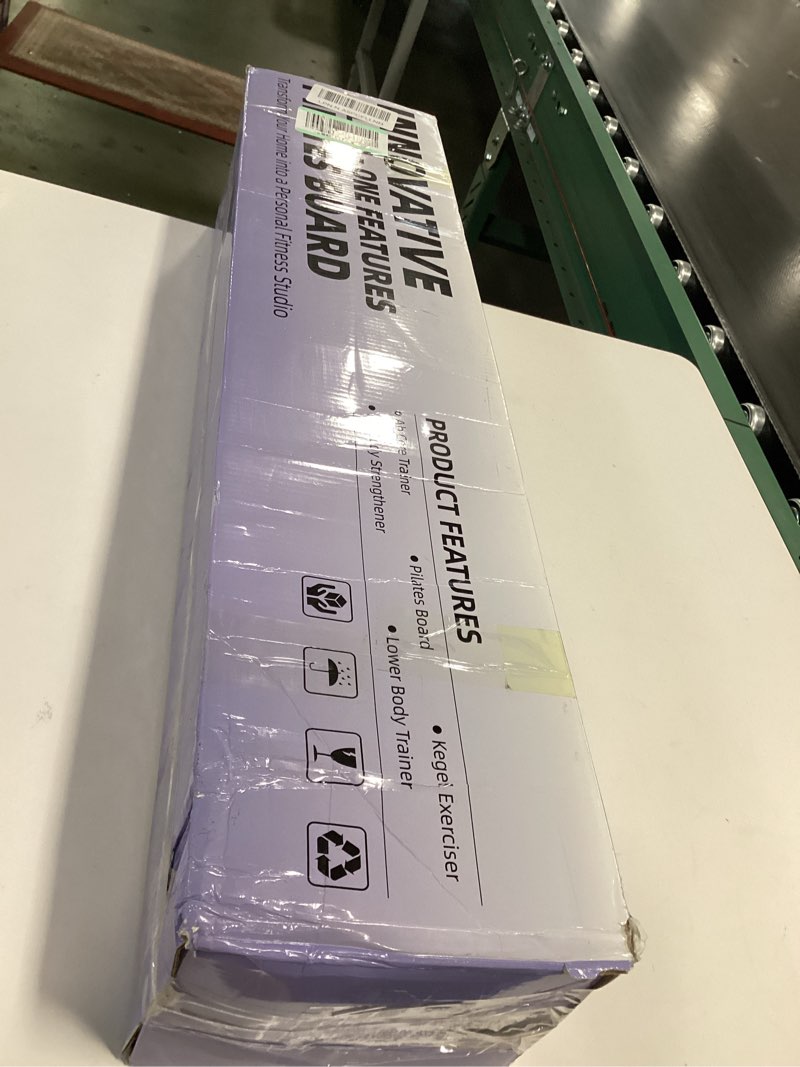 INNOVATIVE
ONE FEATURES
BOARD
Transform Your Home into a Personal Fitness Studio
PRODUCT FEATURES
Trainer
• Pilates Board
• Kegel Exerciser
• Strengthener
• Lower Body Trainer